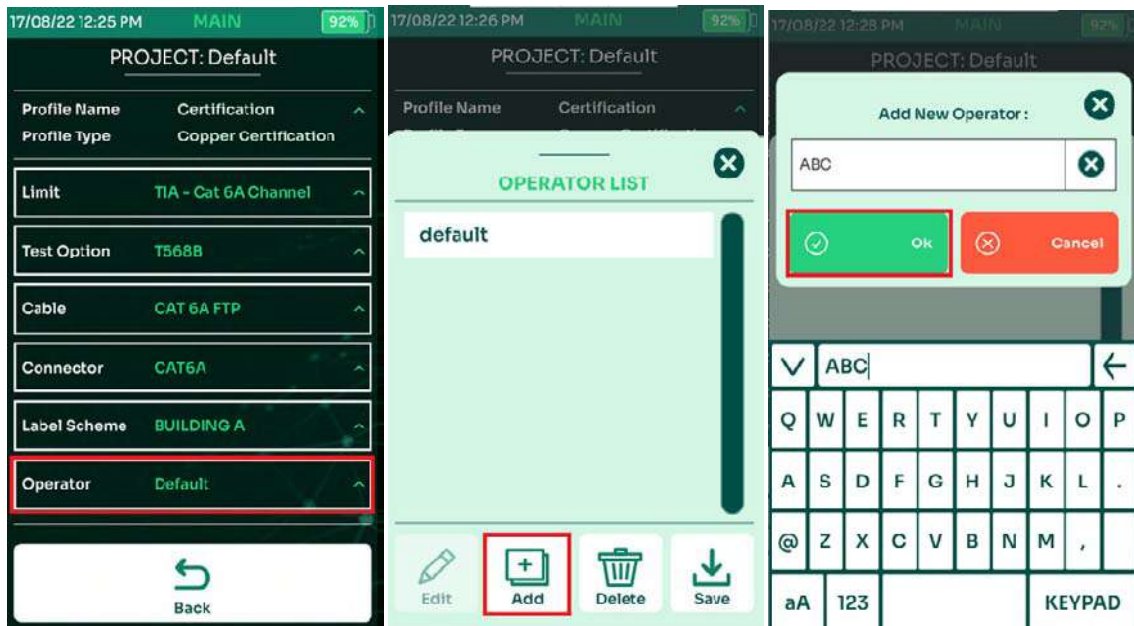 17/08/22 12:25 PM MAIN 92%
PROJECT: Default
Profile Name Certification
Profile Type Copper Certification
Limit TIA - Cat 6A Channel
Test Option T568B
Cable CAT 6A FTP
Connector CAT6A
Label Scheme BUILDING A
Operator Default
Back
17/08/22 12:26 PM MAIN 92%
PROJECT: Default
Profile Name Certification
OPERATOR LIST
default
Edit Add Delete Save
17/08/22 12:28 PM MAIN 92%
PROJECT: Default
Add New Operator :
ABC
Ok Cancel
ABC
Q W E R T Y U I O P
A S D F G H J K L .
@ Z X C V B N M ,
aA 123 KEYPAD